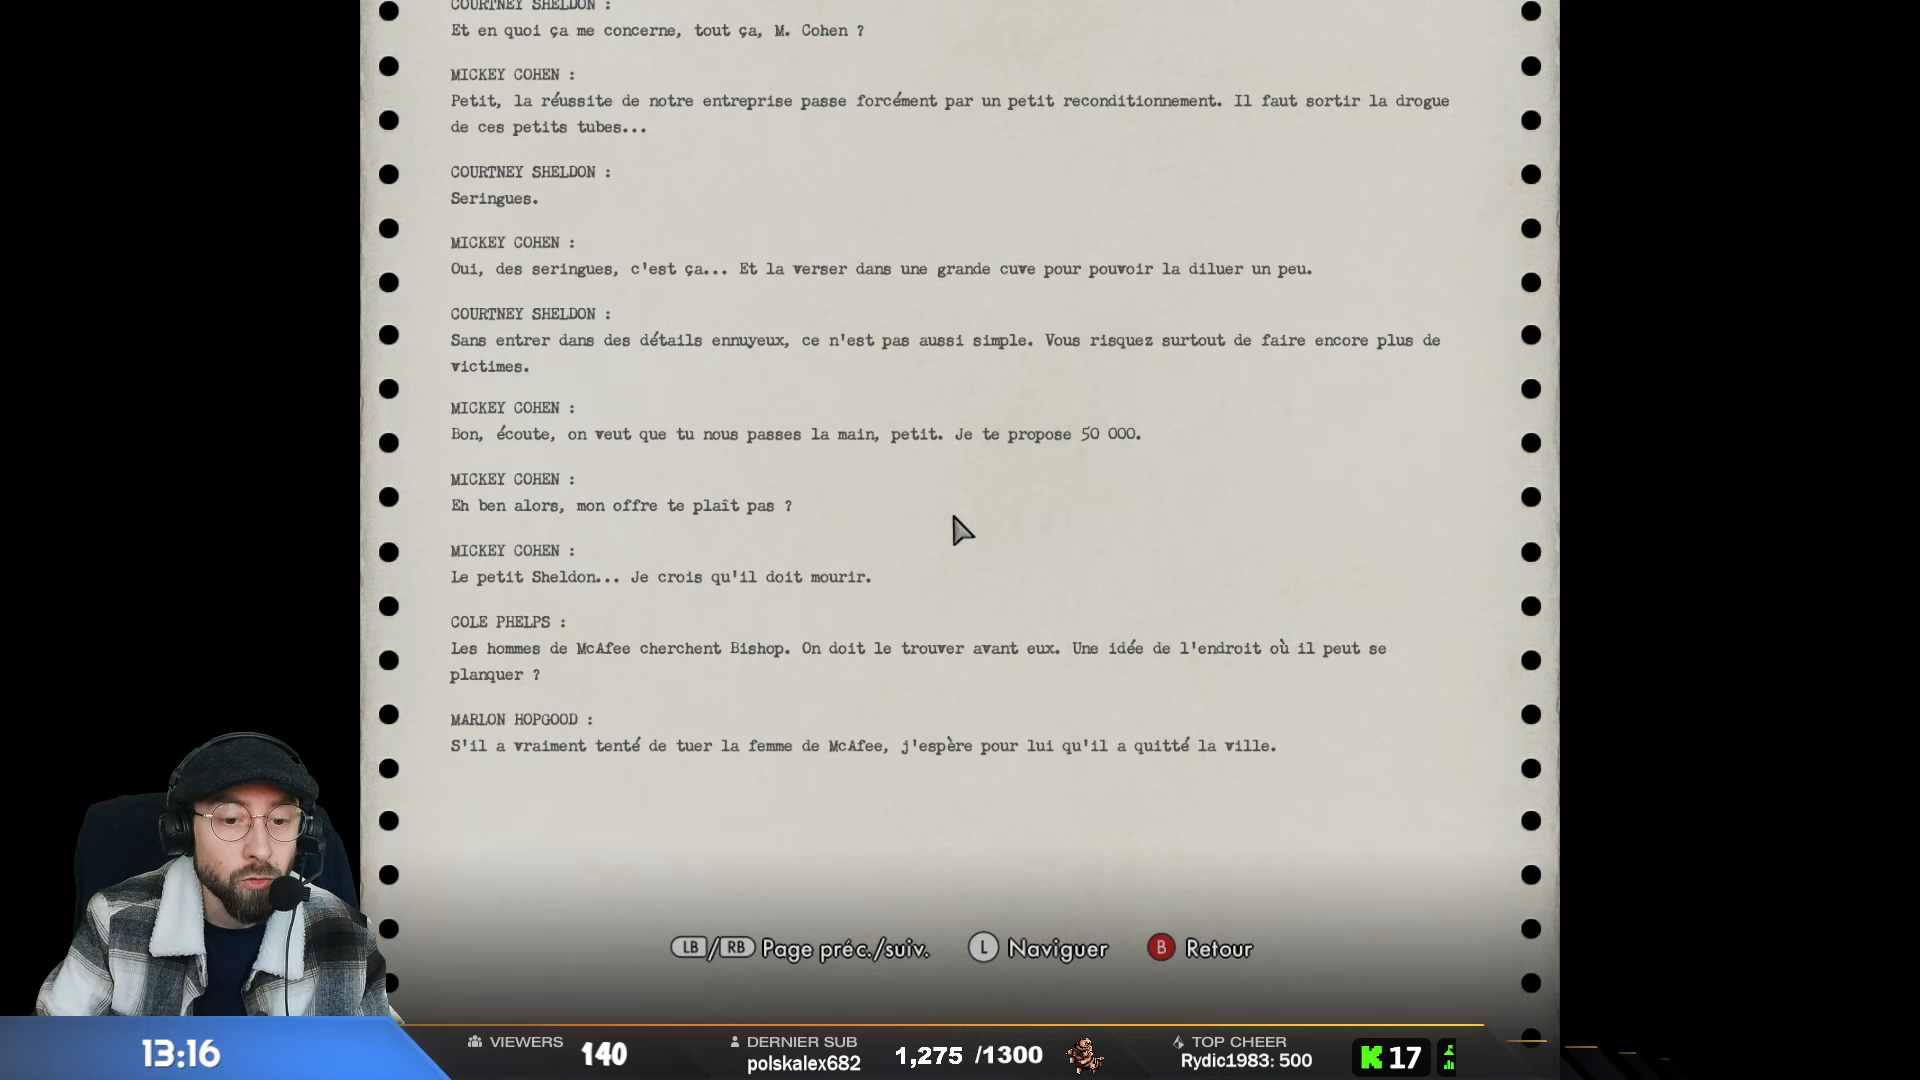 COURTNEY SHELDON :
Et en quoi ça me concerne, tout ça, M. Cohen ?
MICKEY COHEN :
Petit, la réussite de notre entreprise passe forcément par un petit reconditionnement. Il faut sortir la drogue
de ces petits tubes...
COURTNEY SHELDON :
Seringues.
MICKEY COHEN :
Oui, des seringues, c'est ça... Et la verser dans une grande cuve pour pouvoir la diluer un peu.
COURTNEY SHELDON :
Sans entrer dans des détails ennuyeux, ce n'est pas aussi simple. Vous risquez surtout de faire encore plus de
victimes.
MICKEY COHEN :
Bon, écoute, on veut que tu nous passes la main, petit. Je te propose 50 000.
MICKEY COHEN :
Eh ben alors, mon offre te plaît pas ?
MICKEY COHEN :
Le petit Sheldon... Je crois qu'il doit mourir.
COLE PHELPS :
Les hommes de McAfee cherchent Bishop. On doit le trouver avant eux. Une idée de l'endroit où il peut se
planquer ?
MARLON HOPGOOD :
S'il a vraiment tenté de tuer la femme de McAfee, j'espère pour lui qu'il a quitté la ville.
LB/RB Page préc./suiv. L Naviguer B Retour
13:16
VIEWERS 140
DERNIER SUB
polskalex682
1,275 /1300
TOP CHEER
Rydic1983: 500
K 17